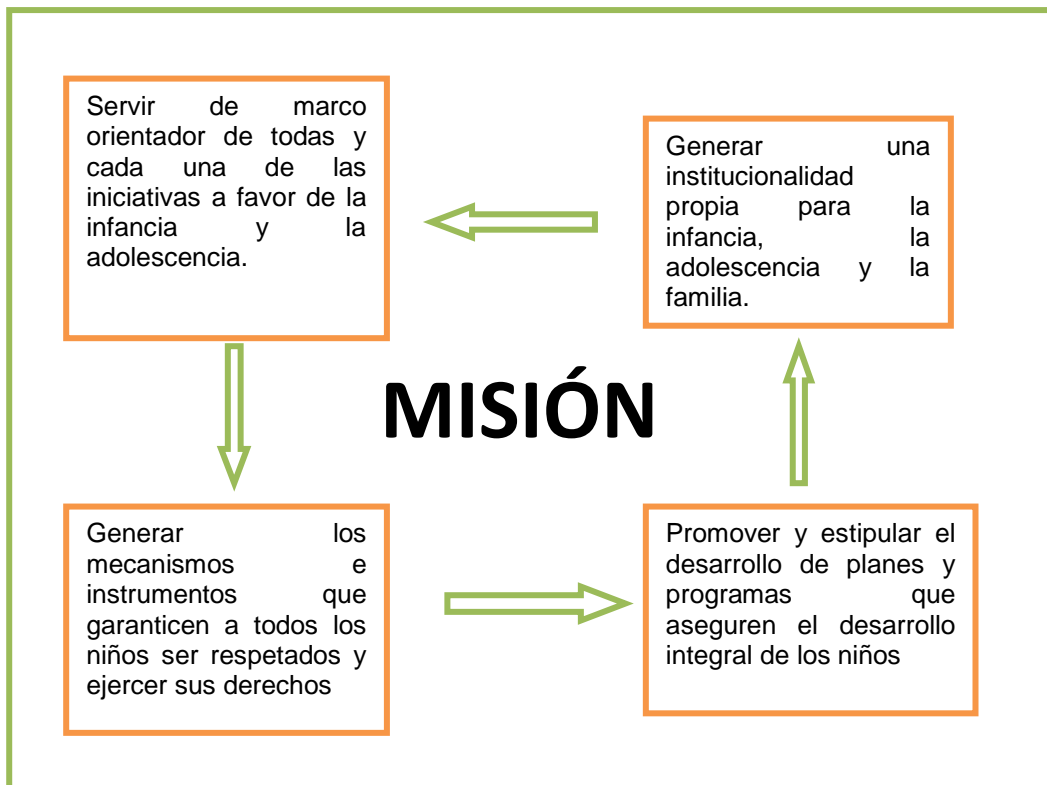 Servir de marco
orientador de todas y
cada una de las
iniciativas a favor de la
infancia y la
adolescencia.
Generar una
institucionalidad
propia para la
infancia, la
adolescencia y la
familia.
MISIÓN
Generar los
mecanismos e
instrumentos que
garanticen a todos los
niños ser respetados y
ejercer sus derechos
Promover y estipular el
desarrollo de planes y
programas que
aseguren el desarrollo
integral de los niños